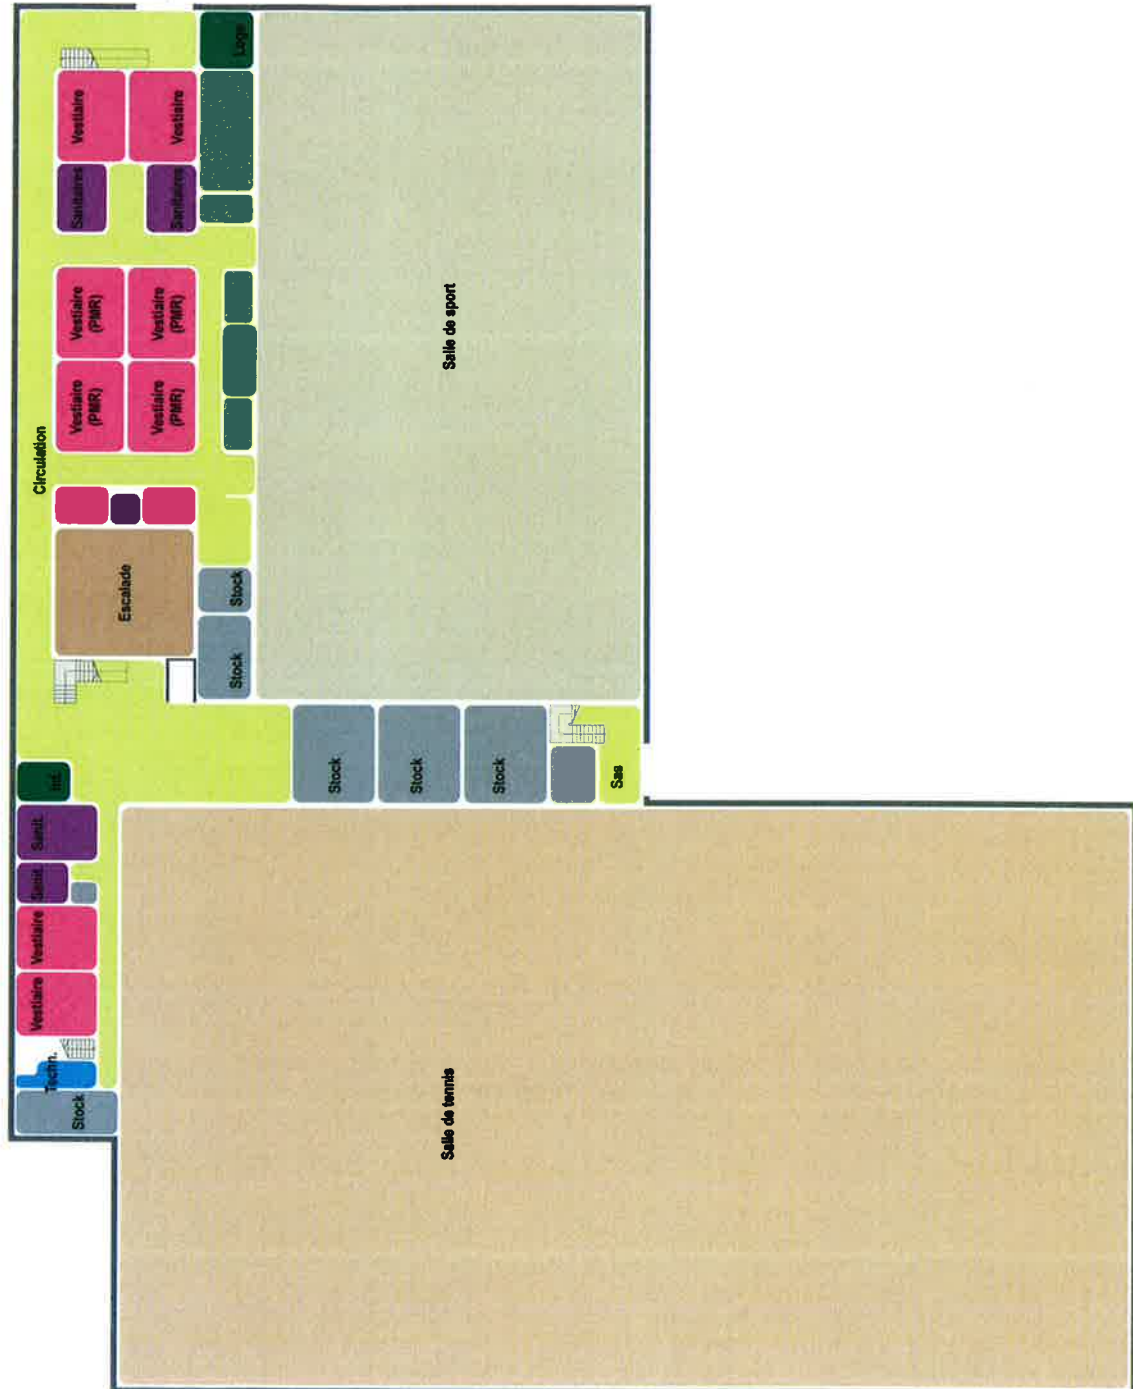 Vestiaire
Vestiaire
Sanit.
Sanit.
Inf.
Circulation
Techn.
Stock
Vestiaire
(PMR)
Vestiaire
(PMR)
Sanitaires
Vestiaire
Escalade
Vestiaire
(PMR)
Vestiaire
(PMR)
Sanitaires
Vestiaire
Stock
Stock
Loge
Stock
Stock
Salle de tennis
Salle de sport
Stock
Sas